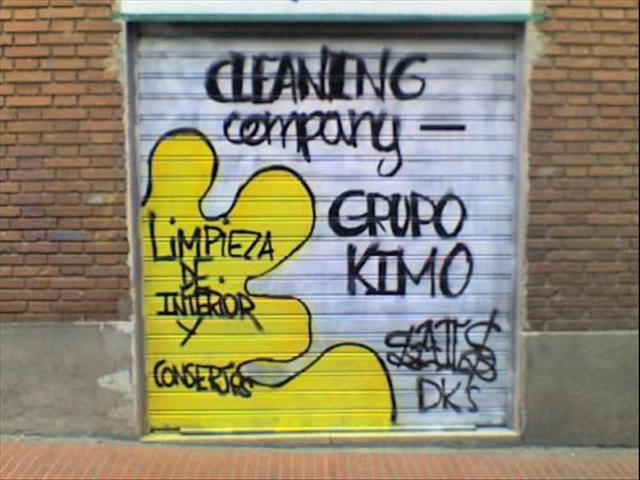 CLEANING
company —
GRUPO
KIMO
LiMPiEZA
DE
INTERIOR
Y
CONSERJES
DKS